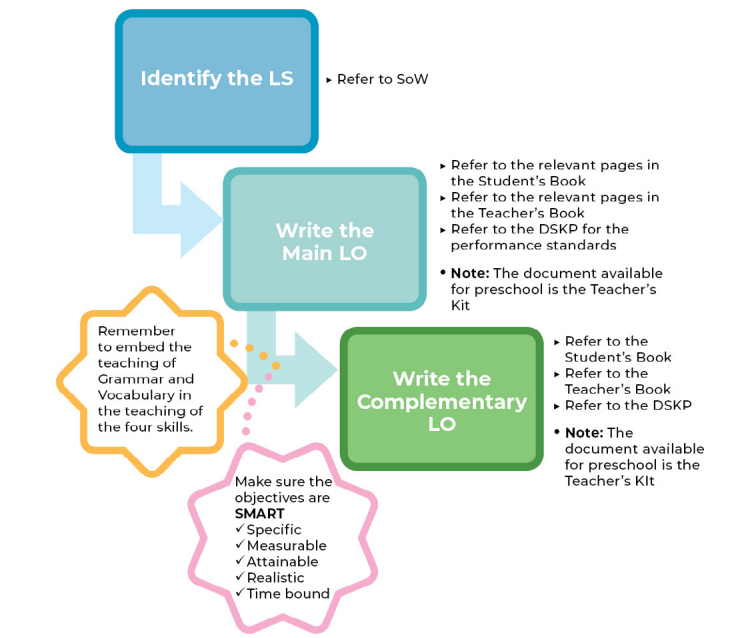 Identify the LS
▸ Refer to SoW
Write the
Main LO
▸ Refer to the relevant pages in
the Student's Book
▸ Refer to the relevant pages in
the Teacher's Book
▸ Refer to the DSKP for the
performance standards
• Note: The document available
for preschool is the Teacher's
Kit
Remember
to embed the
teaching of
Grammar and
Vocabulary in
the teaching of
the four skills.
Write the
Complementary
LO
▸ Refer to the
Student's Book
▸ Refer to the
Teacher's Book
▸ Refer to the DSKP
• Note: The
document available
for preschool is the
Teacher's KIt
Make sure the
objectives are
SMART
✓ Specific
✓ Measurable
✓ Attainable
✓ Realistic
✓ Time bound